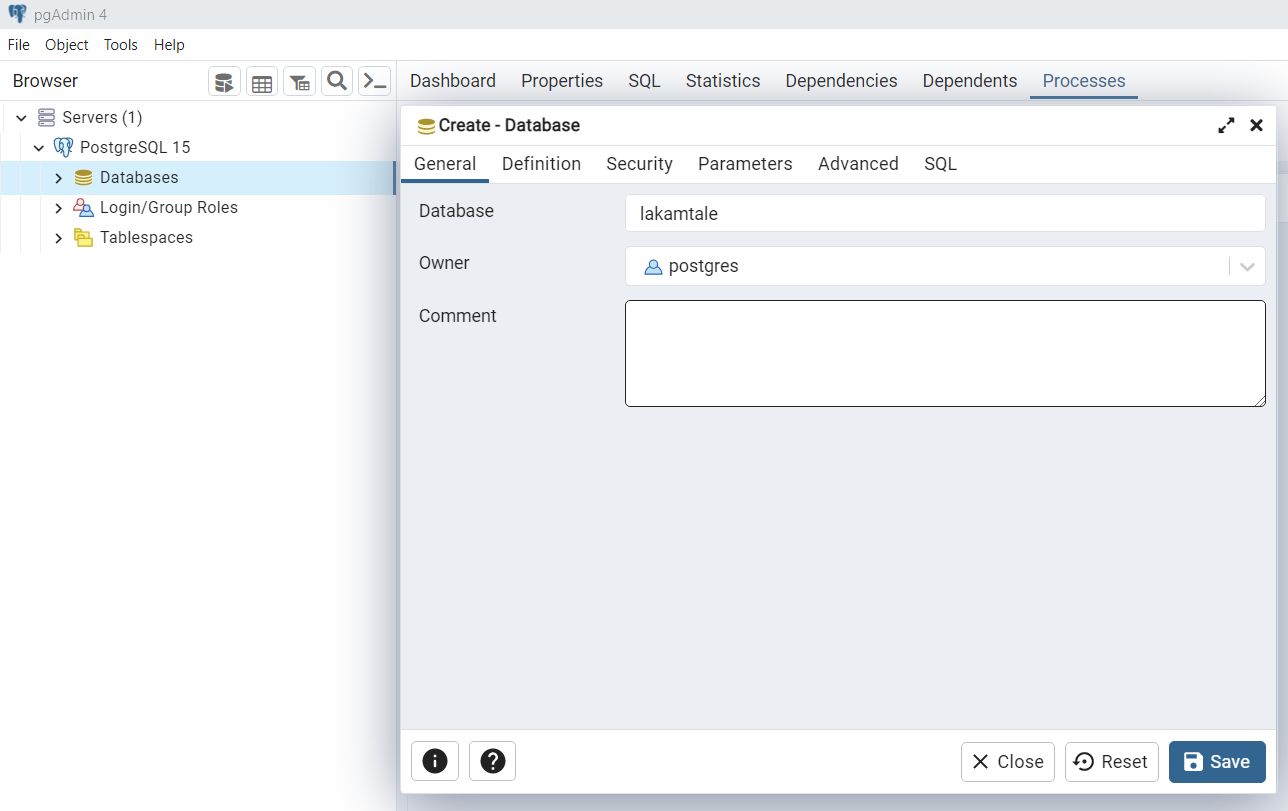 pgAdmin 4
File Object Tools Help
Browser
Servers (1)
PostgreSQL 15
Databases
Login/Group Roles
Tablespaces
Dashboard Properties SQL Statistics Dependencies Dependents Processes
Create - Database
General Definition Security Parameters Advanced SQL
Database lakamtale
Owner postgres
Comment
Close Reset Save